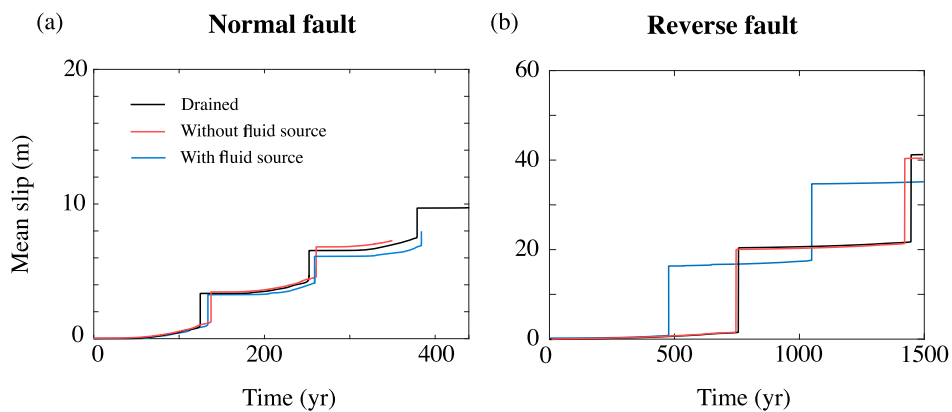 (a)
Normal fault
Mean slip (m)
20
10
0
Drained
Without fluid source
With fluid source
0
200
400
Time (yr)
(b)
Reverse fault
60
40
20
0
0
500
1000
1500
Time (yr)